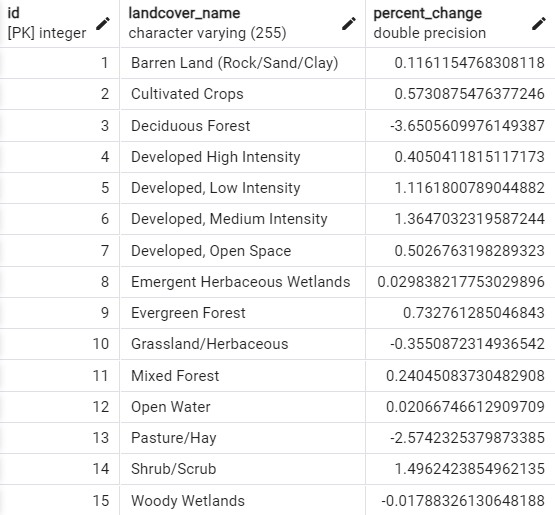 id landcover_name percent_change
[PK] integer character varying (255) double precision
1 Barren Land (Rock/Sand/Clay) 0.1161154768308118
2 Cultivated Crops 0.5730875476377246
3 Deciduous Forest -3.6505609976149387
4 Developed High Intensity 0.4050411815117173
5 Developed, Low Intensity 1.1161800789044882
6 Developed, Medium Intensity 1.3647032319587244
7 Developed, Open Space 0.5026763198289323
8 Emergent Herbaceous Wetlands 0.029838217753029896
9 Evergreen Forest 0.732761285046843
10 Grassland/Herbaceous -0.3550872314936542
11 Mixed Forest 0.24045083730482908
12 Open Water 0.02066746612909709
13 Pasture/Hay -2.5742325379873385
14 Shrub/Scrub 1.4962423854962135
15 Woody Wetlands -0.01788326130648188